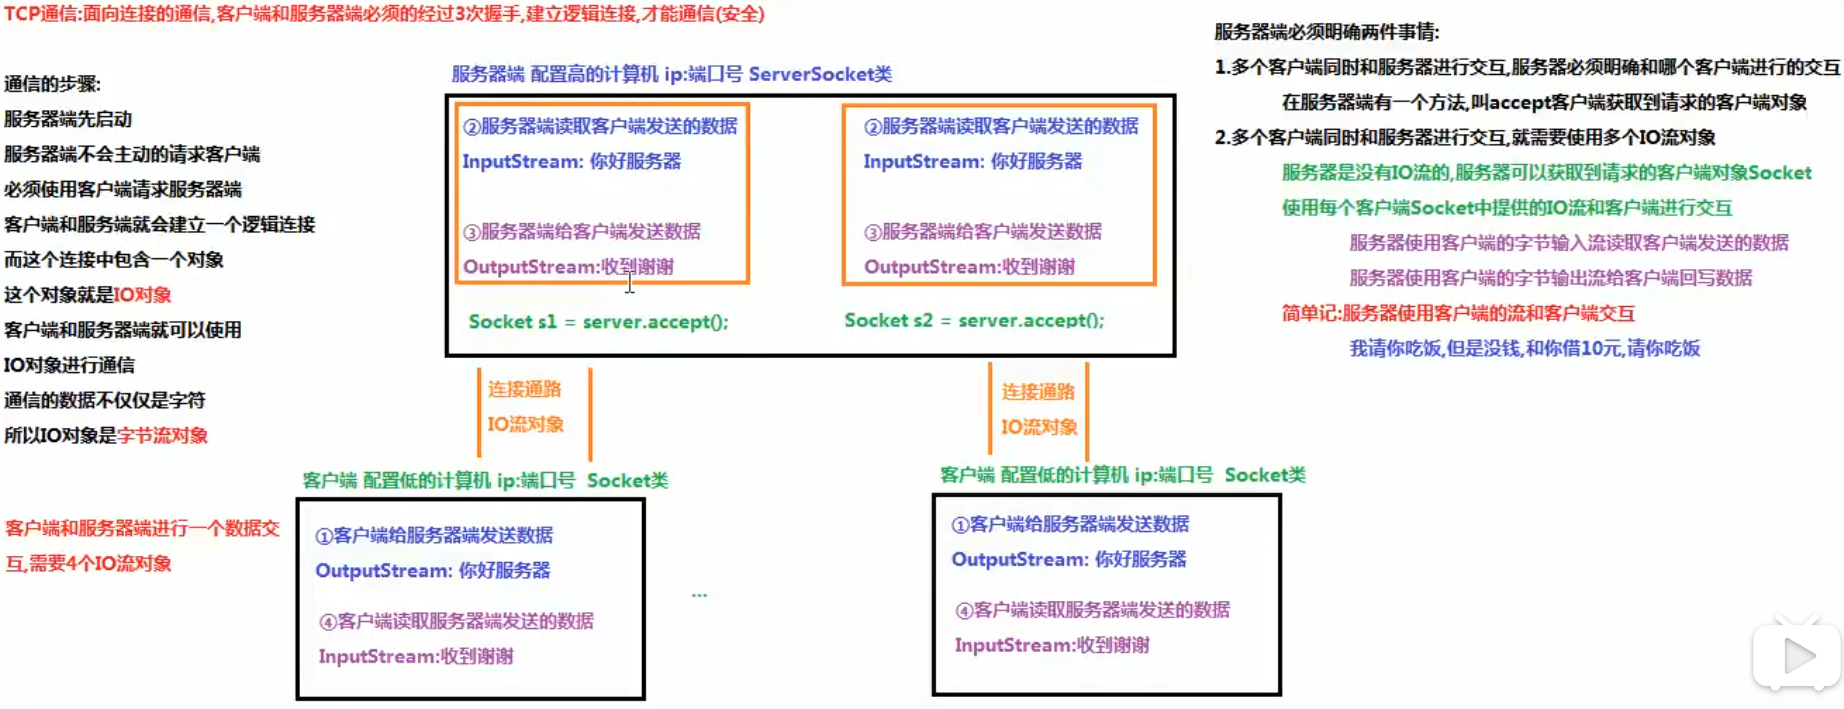 TCP通信:面向连接的通信,客户端和服务器端必须的经过3次握手,建立逻辑连接,才能通信(安全)
通信的步骤:
服务器端先启动
服务器端不会主动的请求客户端
必须使用客户端请求服务器端
客户端和服务端就会建立一个逻辑连接
而这个连接中包含一个对象
这个对象就是IO对象
客户端和服务器端就可以使用
IO对象进行通信
通信的数据不仅仅是字符
所以IO对象是字节流对象
客户端和服务器端进行一个数据交
互,需要4个IO流对象
服务器端 配置高的计算机 ip:端口号 ServerSocket类
②服务器端读取客户端发送的数据
InputStream: 你好服务器
③服务器端给客户端发送数据
OutputStream:收到谢谢
Socket s1 = server.accept();
②服务器端读取客户端发送的数据
InputStream: 你好服务器
③服务器端给客户端发送数据
OutputStream:收到谢谢
Socket s2 = server.accept();
连接通路
IO流对象
连接通路
IO流对象
客户端 配置低的计算机 ip:端口号 Socket类
①客户端给服务器端发送数据
OutputStream: 你好服务器
④客户端读取服务器端发送的数据
InputStream:收到谢谢
...
客户端 配置低的计算机 ip:端口号 Socket类
①客户端给服务器端发送数据
OutputStream: 你好服务器
④客户端读取服务器端发送的数据
InputStream:收到谢谢
服务器端必须明确两件事情:
1.多个客户端同时和服务器进行交互,服务器必须明确和哪个客户端进行的交互
在服务器端有一个方法,叫accept客户端获取到请求的客户端对象
2.多个客户端同时和服务器进行交互,就需要使用多个IO流对象
服务器是没有IO流的,服务器可以获取到请求的客户端对象Socket
使用每个客户端Socket中提供的IO流和客户端进行交互
服务器使用客户端的字节输入流读取客户端发送的数据
服务器使用客户端的字节输出流给客户端回写数据
简单记:服务器使用客户端的流和客户端交互
我请你吃饭,但是没钱,和你借10元,请你吃饭